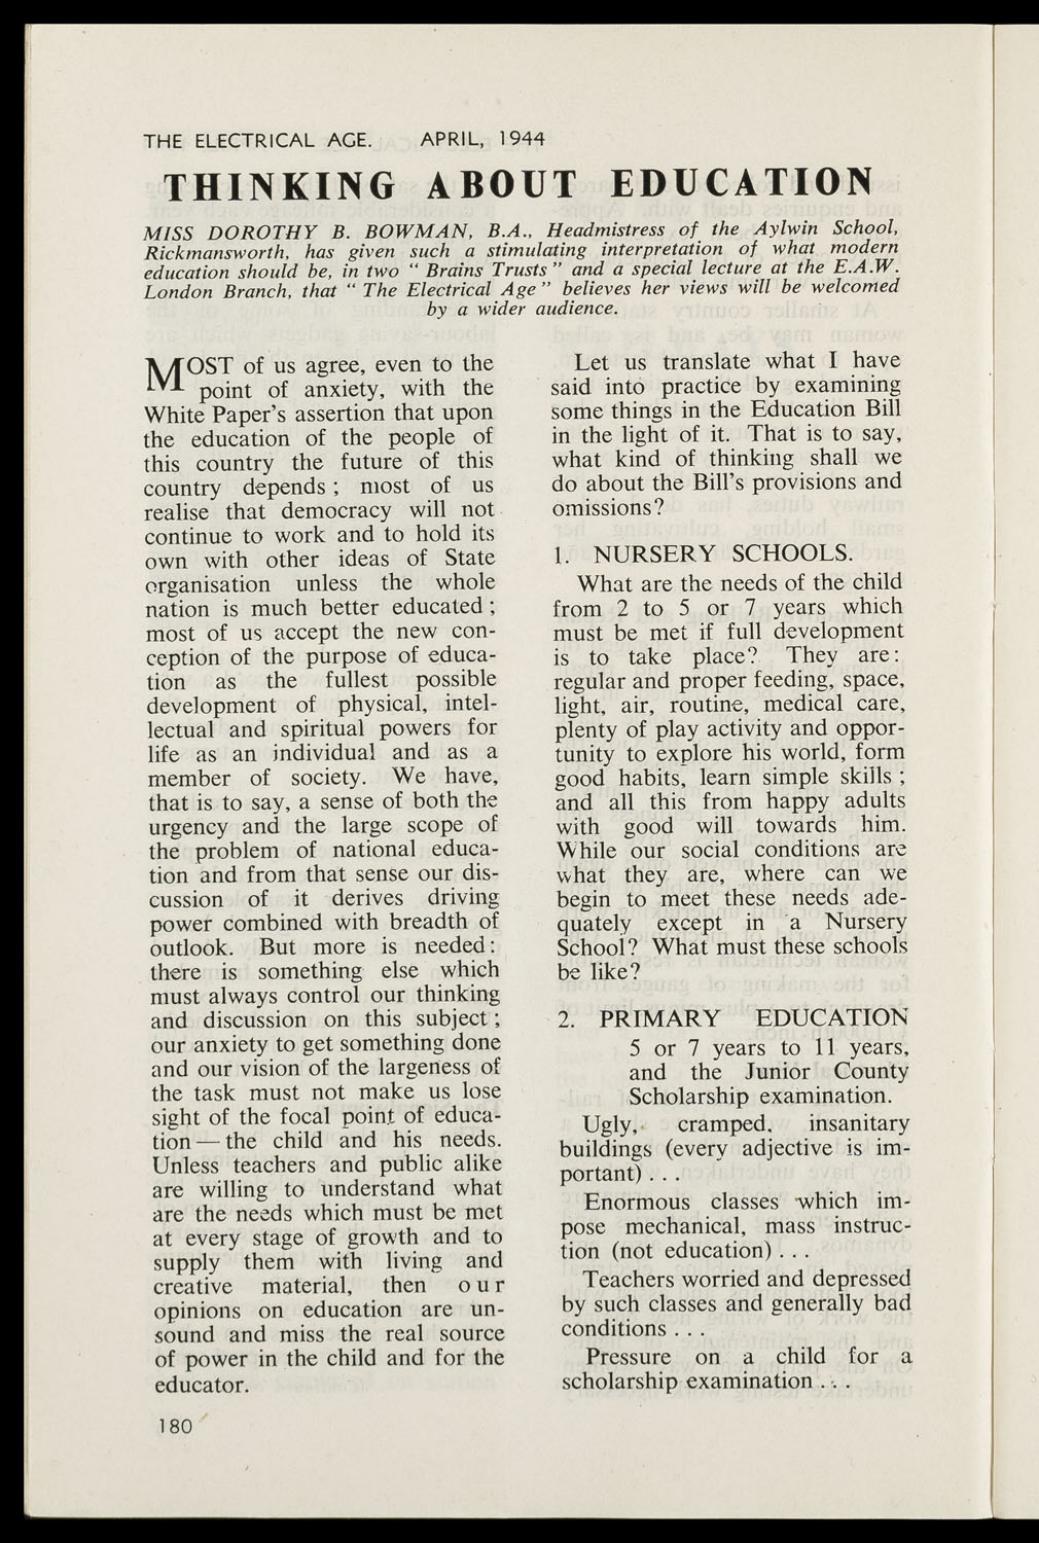 THE ELECTRICAL AGE. APRIL, 1944
THINKING ABOUT EDUCATION
MISS DOROTHY B. BOWMAN, B.A., Headmistress of the Aylwin School,
Rickmansworth, has given such a stimulating interpretation of what modern
education should be, in two “ Brains Trusts ” and a special lecture at the E.A.W.
London Branch, that “ The Electrical Age ” believes her views will be welcomed
by a wider audience.
MOST of us agree, even to the
point of anxiety, with the
White Paper's assertion that upon
the education of the people of
this country the future of this
country depends ; most of us
realise that democracy will not
continue to work and to hold its
own with other ideas of State
organisation unless the whole
nation is much better educated ;
most of us accept the new con-
ception of the purpose of educa-
tion as the fullest possible
development of physical, intel-
lectual and spiritual powers for
life as an individual and as a
member of society. We have,
that is to say, a sense of both the
urgency and the large scope of
the problem of national educa-
tion and from that sense our dis-
cussion of it derives driving
power combined with breadth of
outlook. But more is needed :
there is something else which
must always control our thinking
and discussion on this subject ;
our anxiety to get something done
and our vision of the largeness of
the task must not make us lose
sight of the focal point of educa-
tion — the child and his needs.
Unless teachers and public alike
are willing to understand what
are the needs which must be met
at every stage of growth and to
supply them with living and
creative material, then our
opinions on education are un-
sound and miss the real source
of power in the child and for the
educator.
Let us translate what I have
said into practice by examining
some things in the Education Bill
in the light of it. That is to say,
what kind of thinking shall we
do about the Bill's provisions and
omissions?
1. NURSERY SCHOOLS.
What are the needs of the child
from 2 to 5 or 7 years which
must be met if full development
is to take place? They are :
regular and proper feeding, space,
light, air, routine, medical care,
plenty of play activity and oppor-
tunity to explore his world, form
good habits, learn simple skills ;
and all this from happy adults
with good will towards him.
While our social conditions are
what they are, where can we
begin to meet these needs ade-
quately except in a Nursery
School? What must these schools
be like?
2. PRIMARY EDUCATION
5 or 7 years to 11 years,
and the Junior County
Scholarship examination.
Ugly, cramped, insanitary
buildings (every adjective is im-
portant) . . .
Enormous classes which im-
pose mechanical, mass instruc-
tion (not education) . . .
Teachers worried and depressed
by such classes and generally bad
conditions . . .
Pressure on a child for a
scholarship examination . . .
180